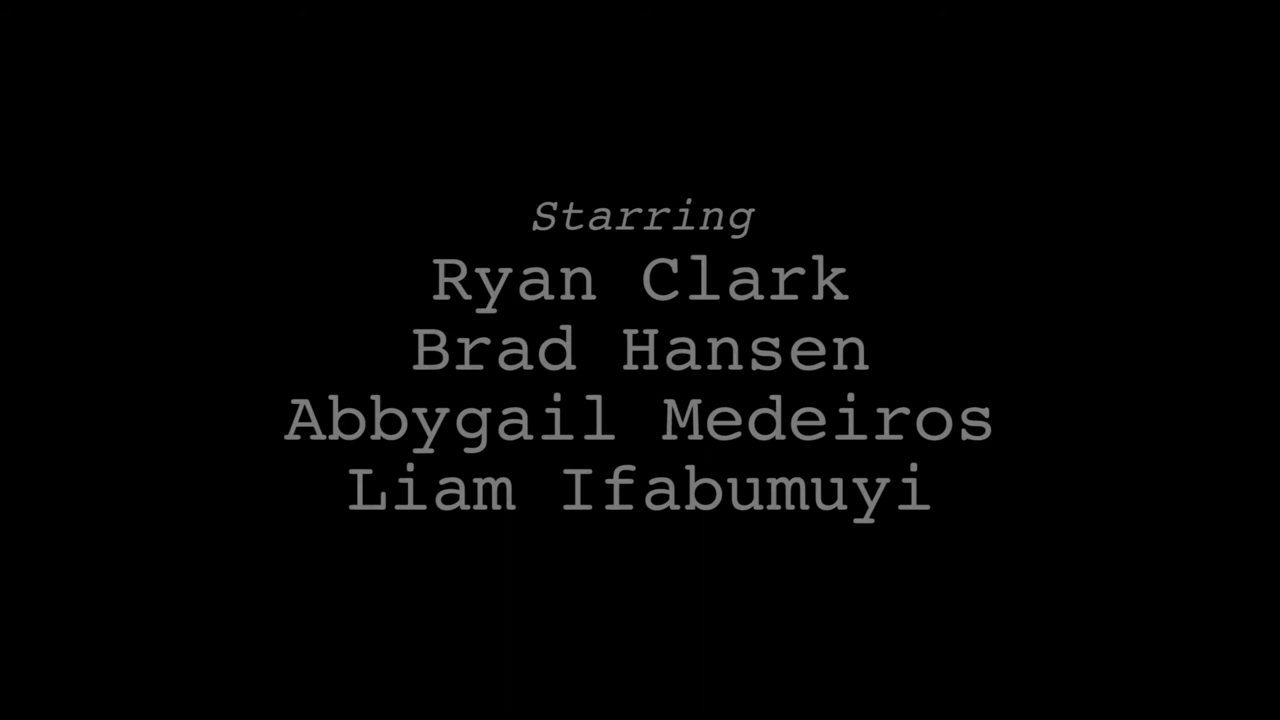 Starring
Ryan Clark
Brad Hansen
Abbygail Medeiros
Liam Ifabumuyi